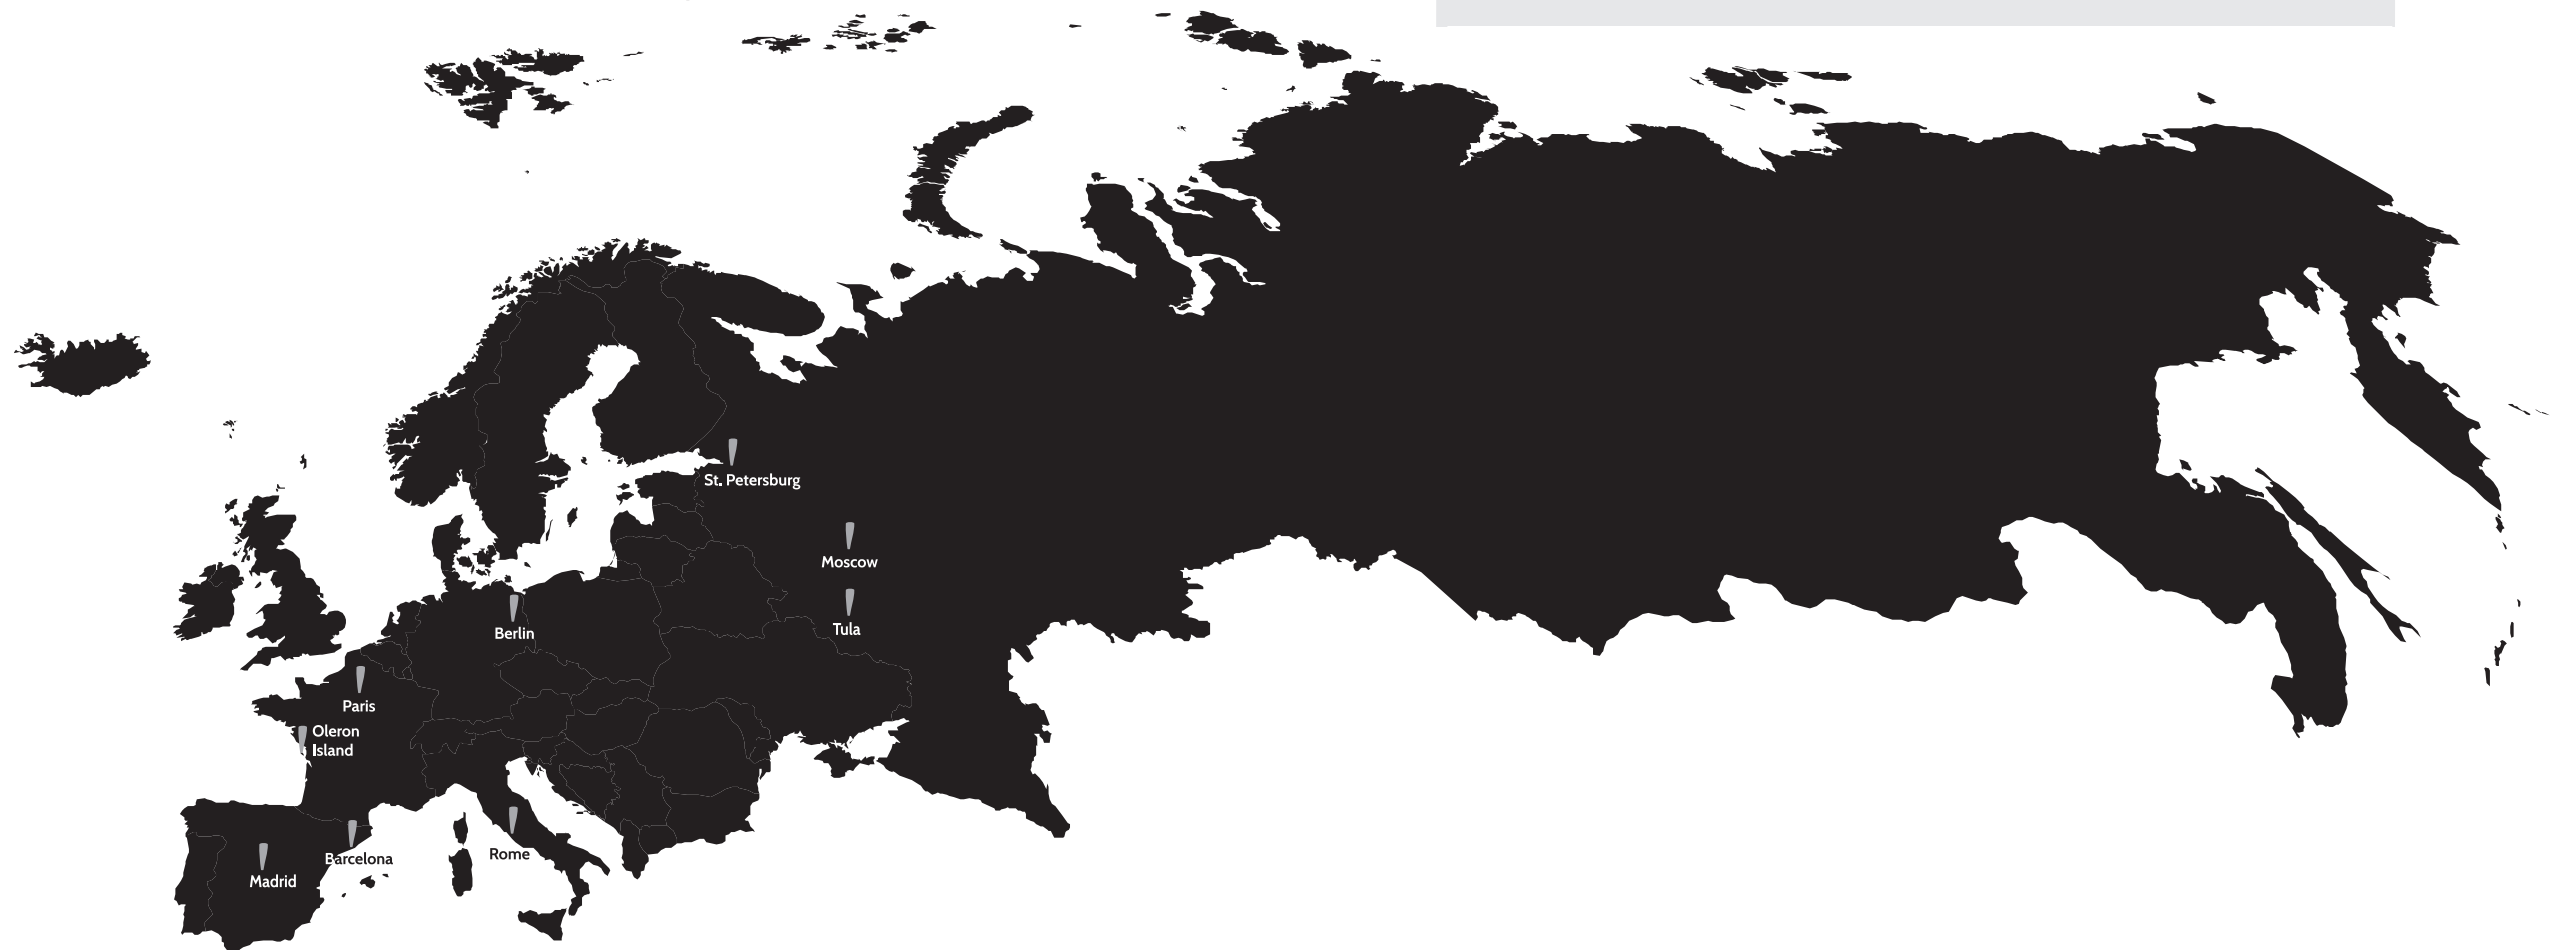 St. Petersburg
Moscow
Tula
Berlin
Paris
Oleron
Island
Rome
Barcelona
Madrid